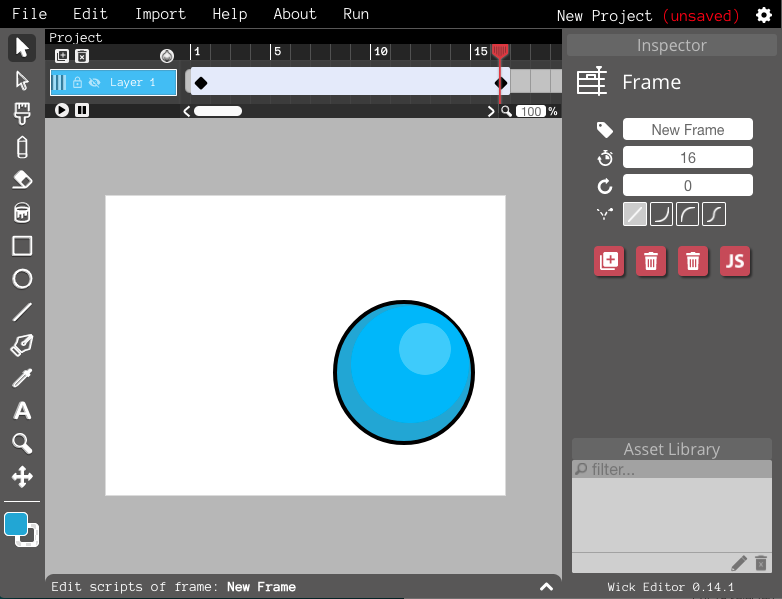 File Edit Import Help About Run New Project (unsaved)
Project
Inspector
1 5 10 15
Layer 1
Frame
100 %
New Frame
16
0
JS
A
Asset Library
filter...
Edit scripts of frame: New Frame
Wick Editor 0.14.1